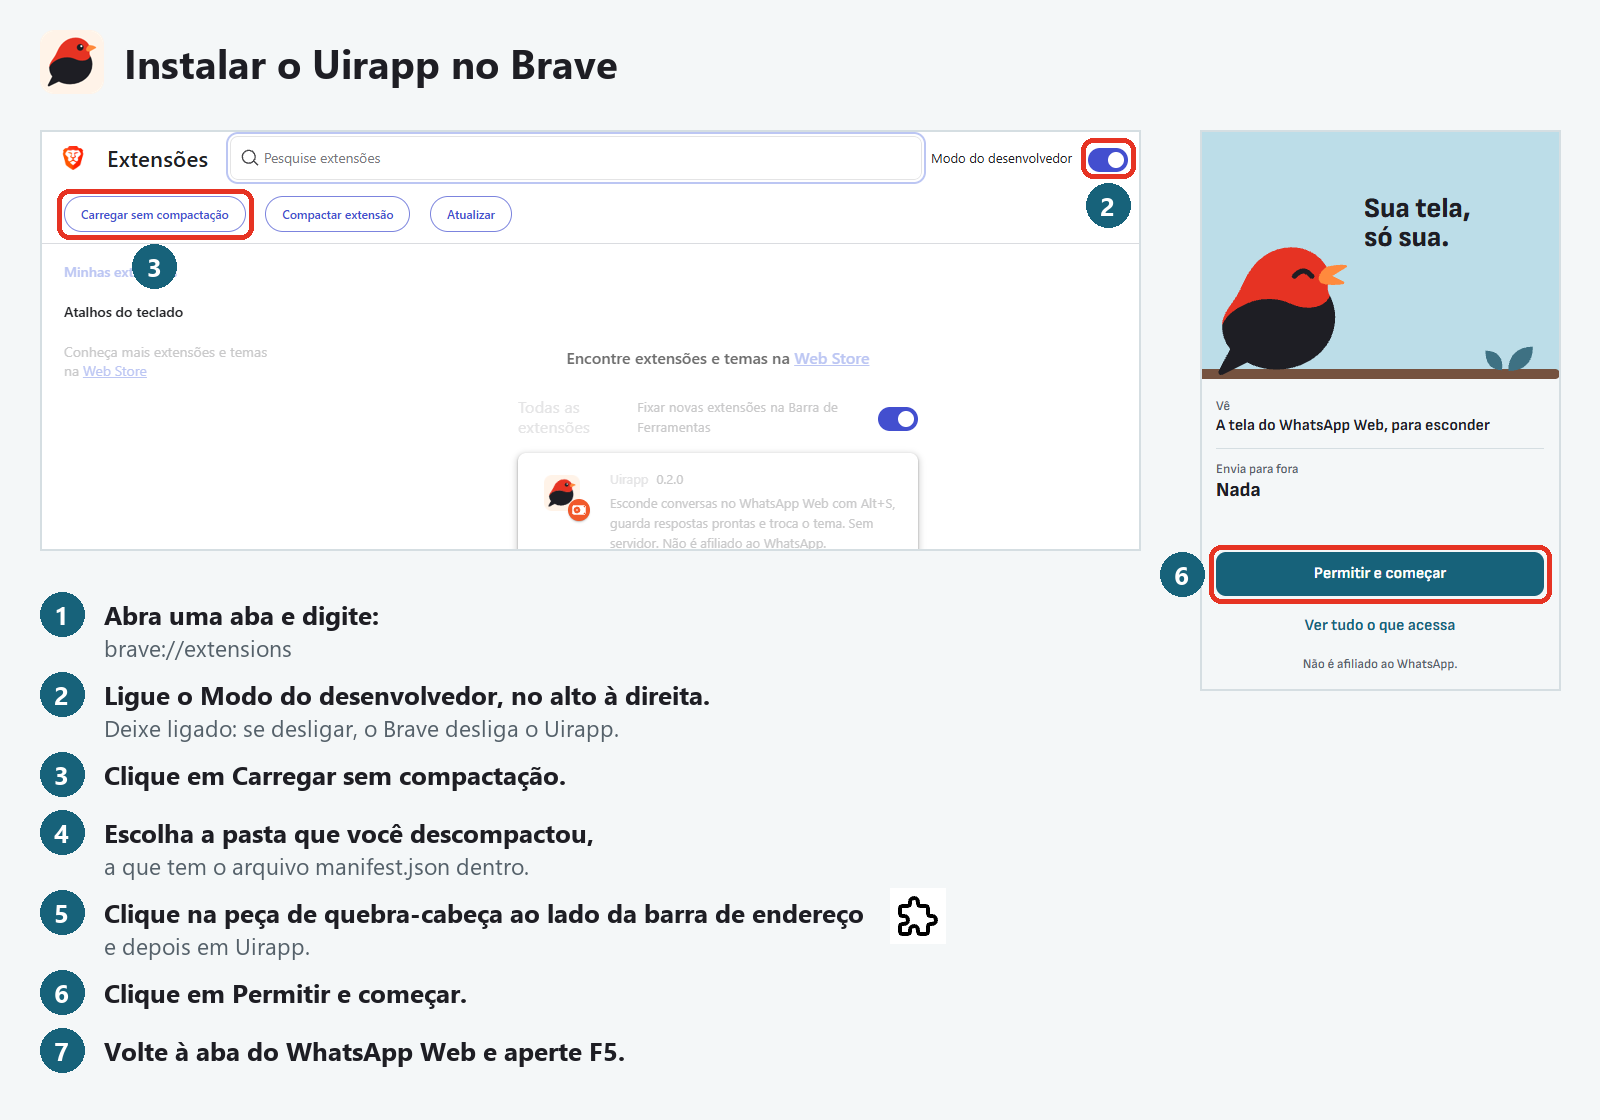 Instalar o Uirapp no Brave
Extensões
Pesquise extensões
Modo do desenvolvedor
2
Carregar sem compactação
Compactar extensão
Atualizar
3
Minhas ext
Atalhos do teclado
Conheça mais extensões e temas
na Web Store
Encontre extensões e temas na Web Store
Todas as
extensões
Fixar novas extensões na Barra de
Ferramentas
Uirapp 0.2.0
Esconde conversas no WhatsApp Web com Alt+S,
guarda respostas prontas e troca o tema. Sem
servidor. Não é afiliado ao WhatsApp.
Sua tela,
só sua.
Vê
A tela do WhatsApp Web, para esconder
Envia para fora
Nada
6
Permitir e começar
Ver tudo o que acessa
Não é afiliado ao WhatsApp.
1 Abra uma aba e digite:
brave://extensions
2 Ligue o Modo do desenvolvedor, no alto à direita.
Deixe ligado: se desligar, o Brave desliga o Uirapp.
3 Clique em Carregar sem compactação.
4 Escolha a pasta que você descompactou,
a que tem o arquivo manifest.json dentro.
5 Clique na peça de quebra-cabeça ao lado da barra de endereço
e depois em Uirapp.
6 Clique em Permitir e começar.
7 Volte à aba do WhatsApp Web e aperte F5.